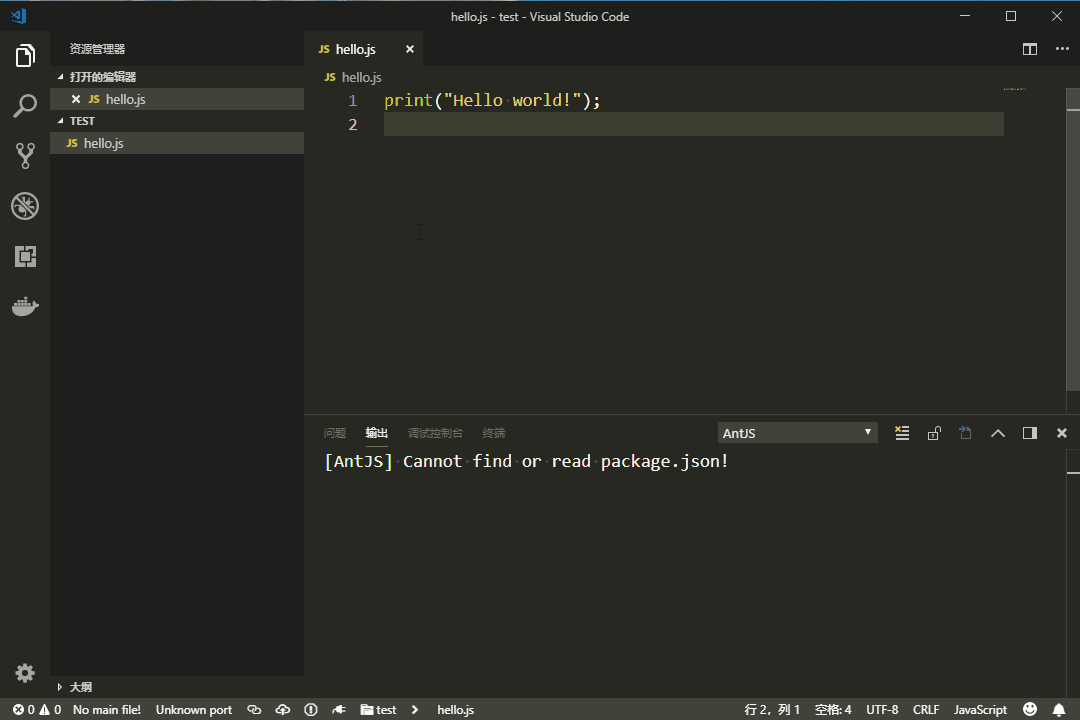 hello.js - test - Visual Studio Code
资源管理器
打开的编辑器
JS hello.js
TEST
JS hello.js
大纲
JS hello.js
JS hello.js
1 print("Hello world!");
2
问题 输出 调试控制台 终端 AntJS
[AntJS] Cannot find or read package.json!
0 0 No main file! Unknown port test hello.js 行 2，列 1 空格: 4 UTF-8 CRLF JavaScript